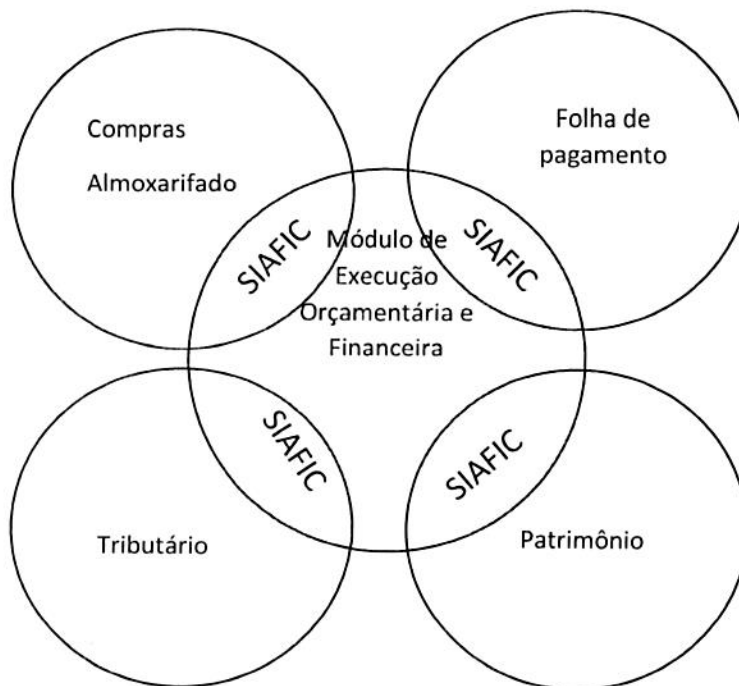 Compras
Almoxarifado
Folha de
pagamento
SIAFIC
Módulo de
Execução
Orçamentária e
Financeira
SIAFIC
SIAFIC
SIAFIC
Tributário
Patrimônio